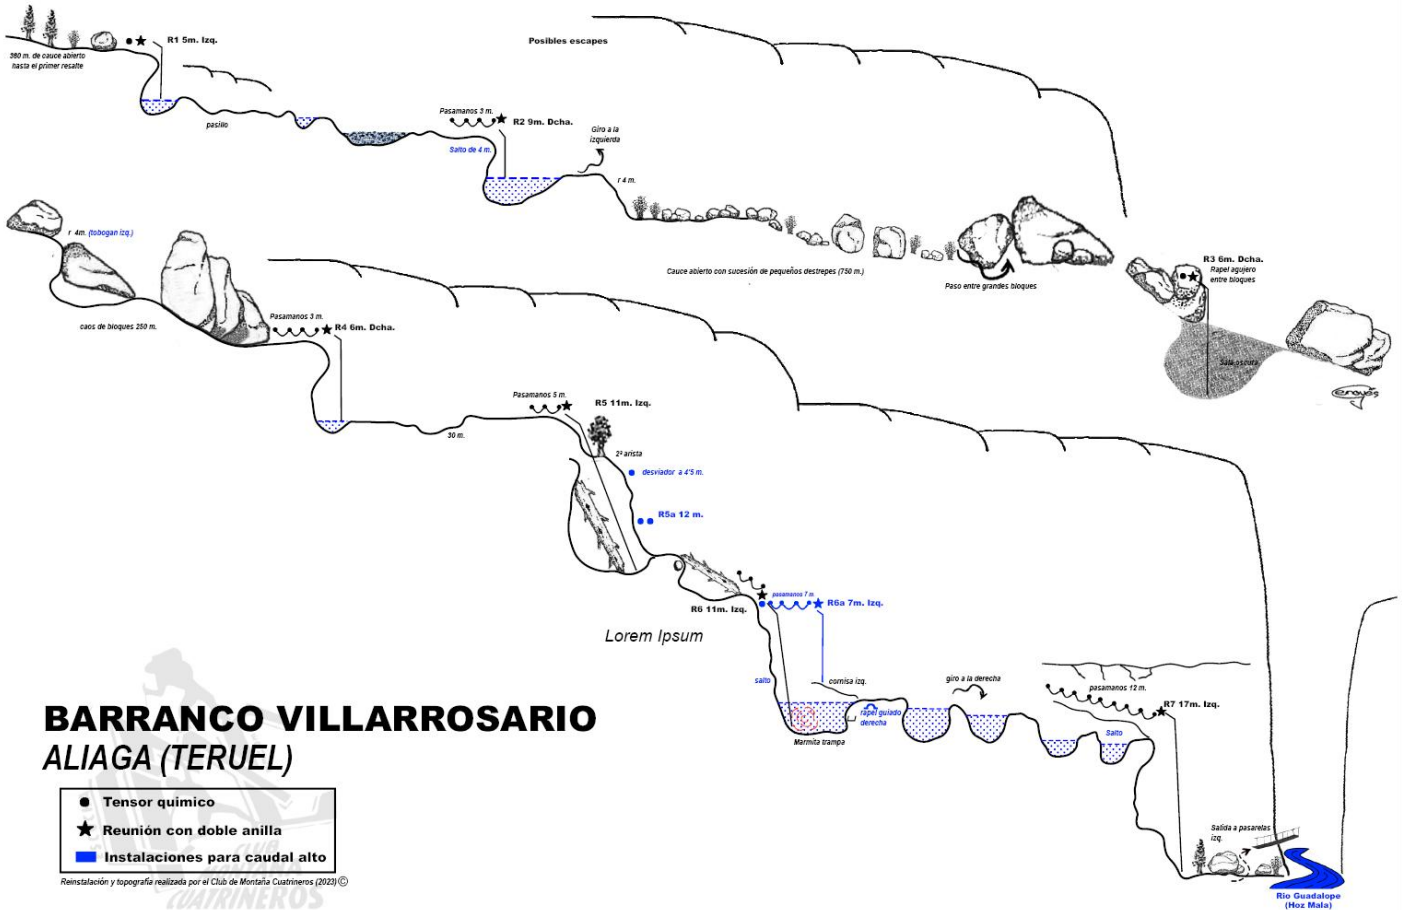 R1 5m. Izq.
Posibles escapes
380 m. de cauce abierto
hasta el primer resalte
pasillo
Pasamanos 3 m.
R2 9m. Dcha.
Salto de 4 m.
Giro a la
izquierda
r 4 m.
Cauce abierto con sucesión de pequeños destrepes (750 m.)
Paso entre grandes bloques
R3 6m. Dcha.
Rapel agujero
entre bloques
Sala oscura
r 4m. (tobogan izq.)
caos de bloques 250 m.
Pasamanos 3 m.
R4 6m. Dcha.
30 m.
Pasamanos 5 m.
R5 11m. Izq.
2ª arista
desviador a 4'5 m.
R5a 12 m.
R6 11m. Izq.
pasamanos 7 m.
R6a 7m. Izq.
Lorem Ipsum
salto
cornisa izq.
rapel guiado
derecha
Marmita trampa
giro a la derecha
pasamanos 12 m.
R7 17m. Izq.
Salto
Salida a pasarelas
izq.
Rio Guadalope
(Hoz Mala)
BARRANCO VILLARROSARIO
ALIAGA (TERUEL)
Tensor quimico
Reunión con doble anilla
Instalaciones para caudal alto
Reinstalación y topografía realizada por el Club de Montaña Cuatrineros (2023) ©
CLUB
MONTAÑA
CUATRINEROS